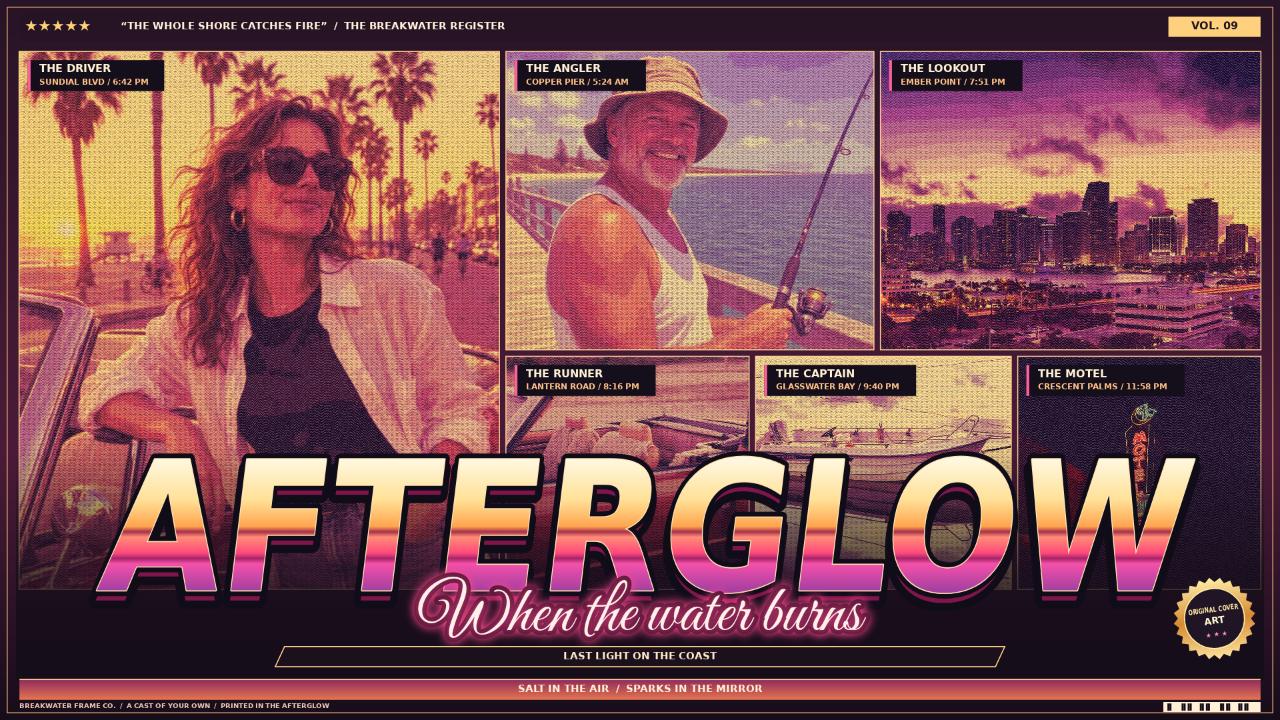 ★★★★★ “THE WHOLE SHORE CATCHES FIRE” / THE BREAKWATER REGISTER
VOL. 09
THE DRIVER
SUNDIAL BLVD / 6:42 PM
THE ANGLER
COPPER PIER / 5:24 AM
THE LOOKOUT
EMBER POINT / 7:51 PM
THE RUNNER
LANTERN ROAD / 8:16 PM
THE CAPTAIN
GLASSWATER BAY / 9:40 PM
THE MOTEL
CRESCENT PALMS / 11:58 PM
MOTEL
AFTERGLOW
When the water burns
ORIGINAL COVER
ART
★ ★ ★
LAST LIGHT ON THE COAST
SALT IN THE AIR / SPARKS IN THE MIRROR
BREAKWATER FRAME CO. / A CAST OF YOUR OWN / PRINTED IN THE AFTERGLOW